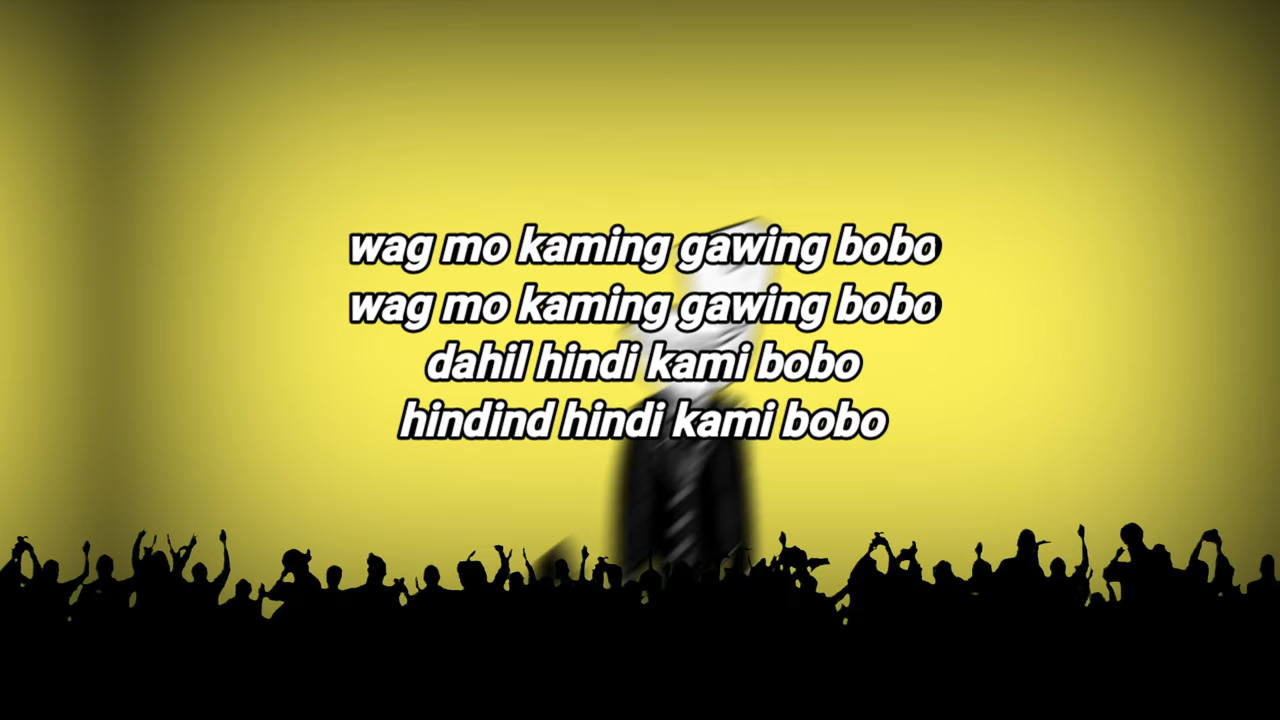 wag mo kaming gawing bobo
wag mo kaming gawing bobo
dahil hindi kami bobo
hindind hindi kami bobo